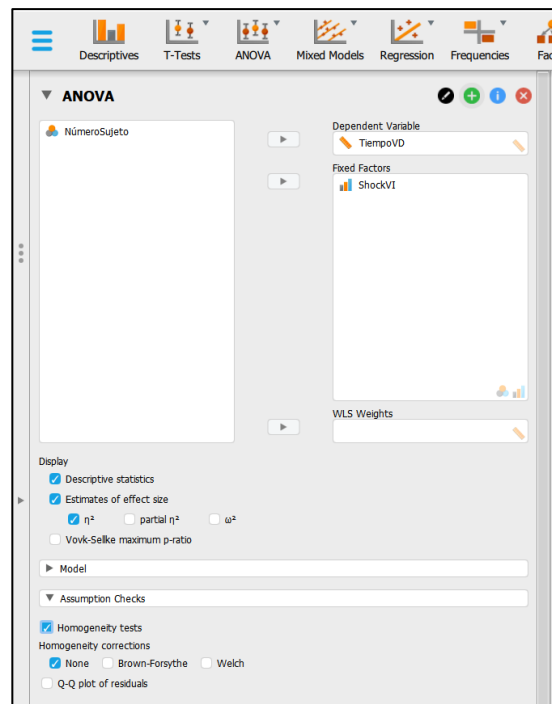 Descriptives T-Tests ANOVA Mixed Models Regression Frequencies Fac
ANOVA
NúmeroSujeto
Dependent Variable
TiempoVD
Fixed Factors
ShockVI
WLS Weights
Display
Descriptive statistics
Estimates of effect size
η² partial η² ω²
Vovk-Sellke maximum p-ratio
Model
Assumption Checks
Homogeneity tests
Homogeneity corrections
None Brown-Forsythe Welch
Q-Q plot of residuals